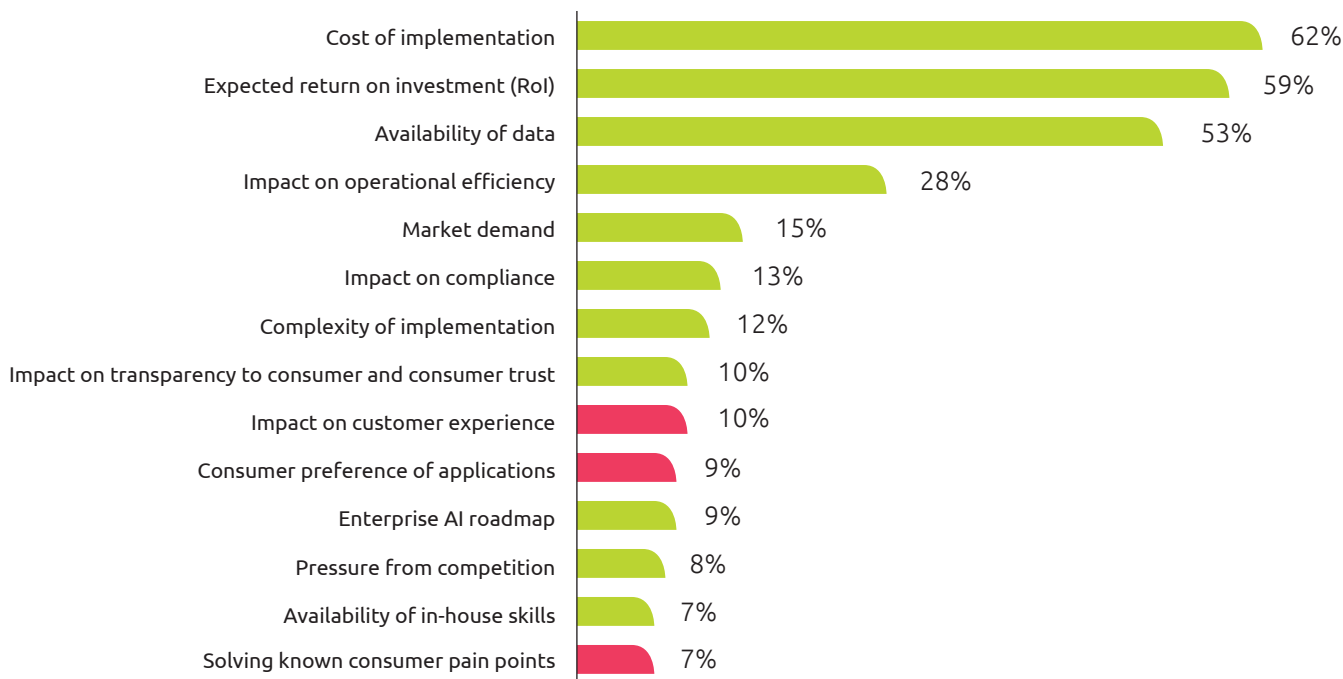 Cost of implementation 62%
Expected return on investment (RoI) 59%
Availability of data 53%
Impact on operational efficiency 28%
Market demand 15%
Impact on compliance 13%
Complexity of implementation 12%
Impact on transparency to consumer and consumer trust 10%
Impact on customer experience 10%
Consumer preference of applications 9%
Enterprise AI roadmap 9%
Pressure from competition 8%
Availability of in-house skills 7%
Solving known consumer pain points 7%